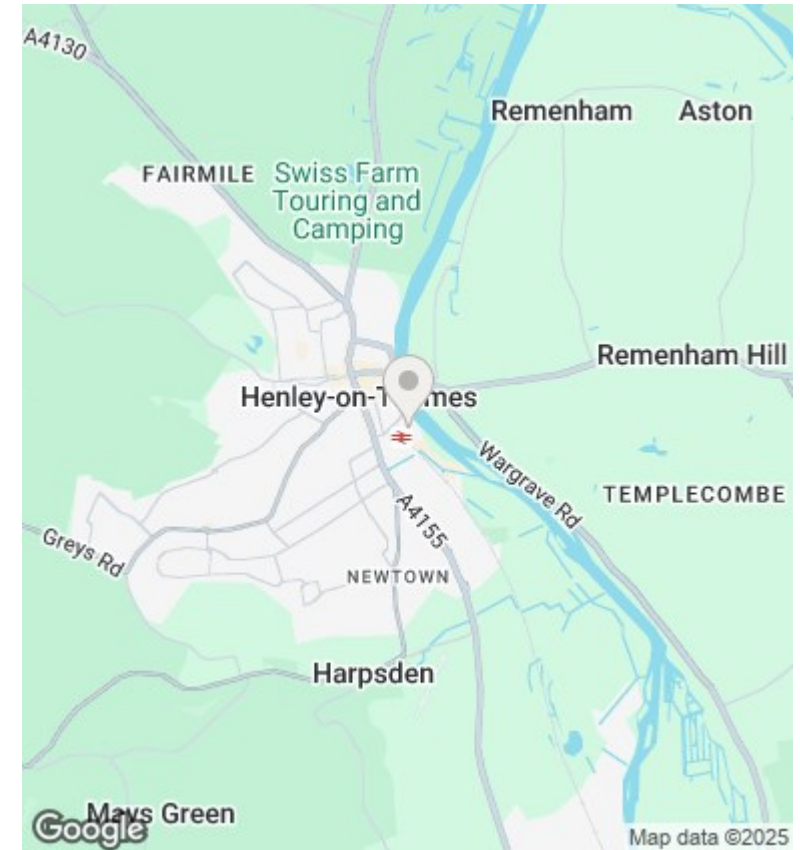 A4130
Remenham
Aston
FAIRMILE
Swiss Farm
Touring and
Camping
Remenham Hill
Henley-on-Thames
Wargrave Rd
TEMPLECOMBE
A4155
Greys Rd
NEWTOWN
Harpsden
Mays Green
Google
Map data ©2025